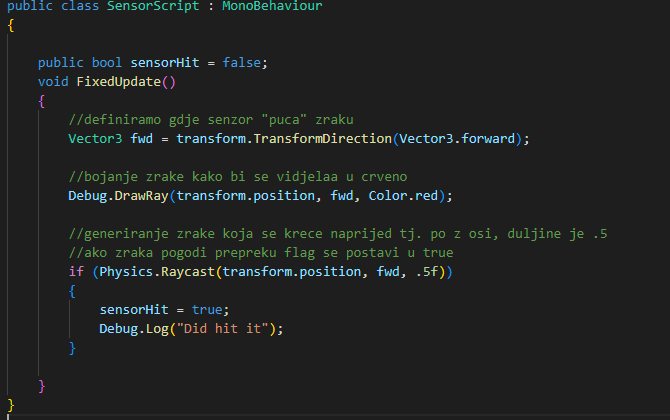 public class SensorScript : MonoBehaviour
{
public bool sensorHit = false;
void FixedUpdate()
{
//definiramo gdje senzor "puca" zraku
Vector3 fwd = transform.TransformDirection(Vector3.forward);
//bojanje zrake kako bi se vidjelaa u crveno
Debug.DrawRay(transform.position, fwd, Color.red);
//generiranje zrake koja se krece naprijed tj. po z osi, duljine je .5
//ako zraka pogodi prepreku flag se postavi u true
if (Physics.Raycast(transform.position, fwd, .5f))
{
sensorHit = true;
Debug.Log("Did hit it");
}
}
}